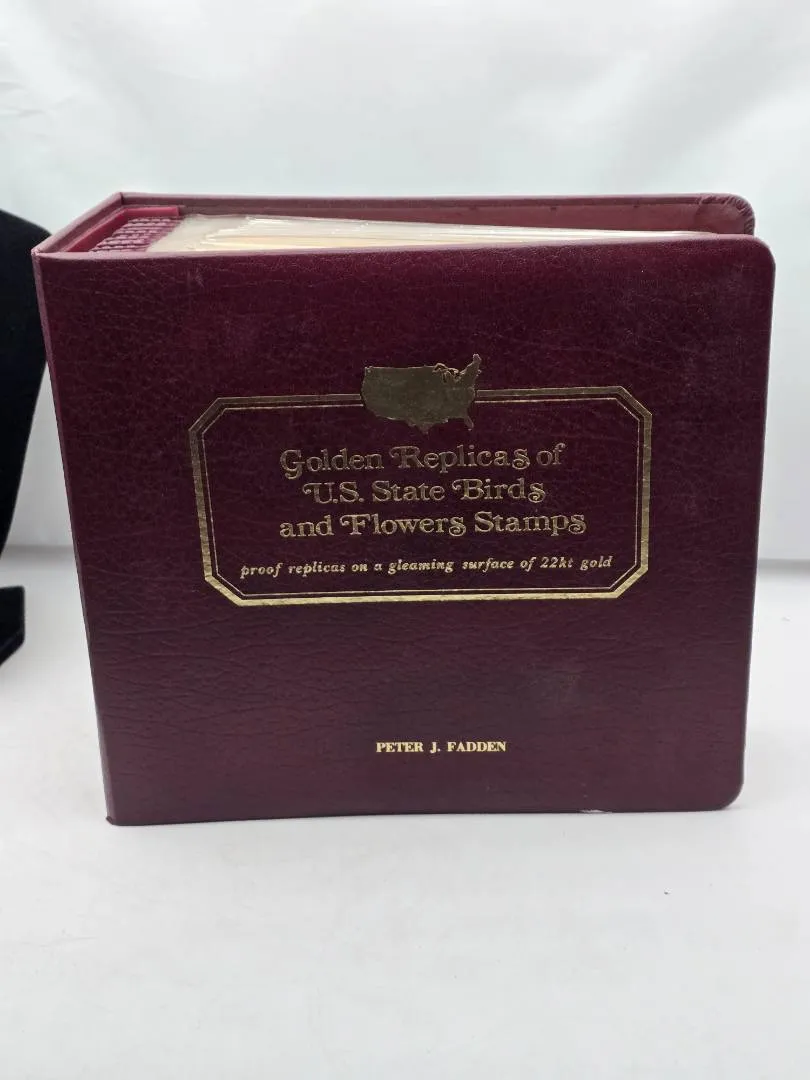 Golden Replicas of
U.S. State Birds
and Flowers Stamps
proof replicas on a gleaming surface of 22kt gold
PETER J. FADDEN